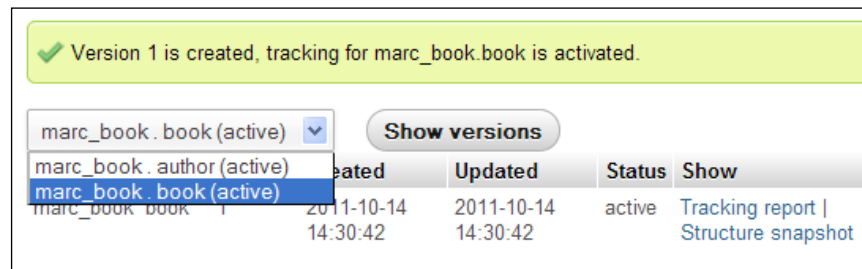 Version 1 is created, tracking for marc_book.book is activated.
marc_book . book (active) Show versions
marc_book . author (active) eated Updated Status Show
marc_book . book (active)
marc_book book 1 2011-10-14 2011-10-14 active Tracking report |
14:30:42 14:30:42 Structure snapshot